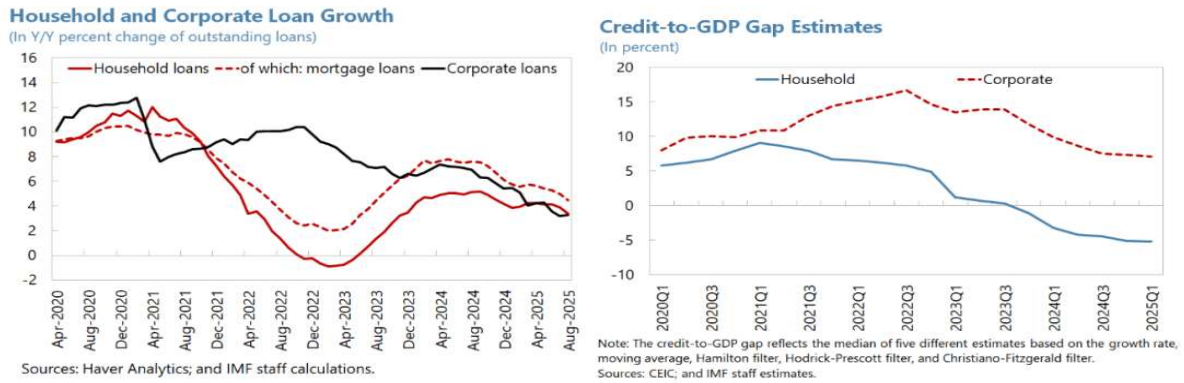 Household and Corporate Loan Growth
(In Y/Y percent change of outstanding loans)
16
14
12
10
8
6
4
2
0
-2
Household loans
of which: mortgage loans
Corporate loans
Apr-2020
Aug-2020
Dec-2020
Apr-2021
Aug-2021
Dec-2021
Apr-2022
Aug-2022
Dec-2022
Apr-2023
Aug-2023
Dec-2023
Apr-2024
Aug-2024
Dec-2024
Apr-2025
Aug-2025
Sources: Haver Analytics; and IMF staff calculations.
Credit-to-GDP Gap Estimates
(In percent)
20
15
10
5
0
-5
-10
Household
Corporate
2020Q1
2020Q3
2021Q1
2021Q3
2022Q1
2022Q3
2023Q1
2023Q3
2024Q1
2024Q3
2025Q1
Note: The credit-to-GDP gap reflects the median of five different estimates based on the growth rate,
moving average, Hamilton filter, Hodrick-Prescott filter, and Christiano-Fitzgerald filter.
Sources: CEIC; and IMF staff estimates.